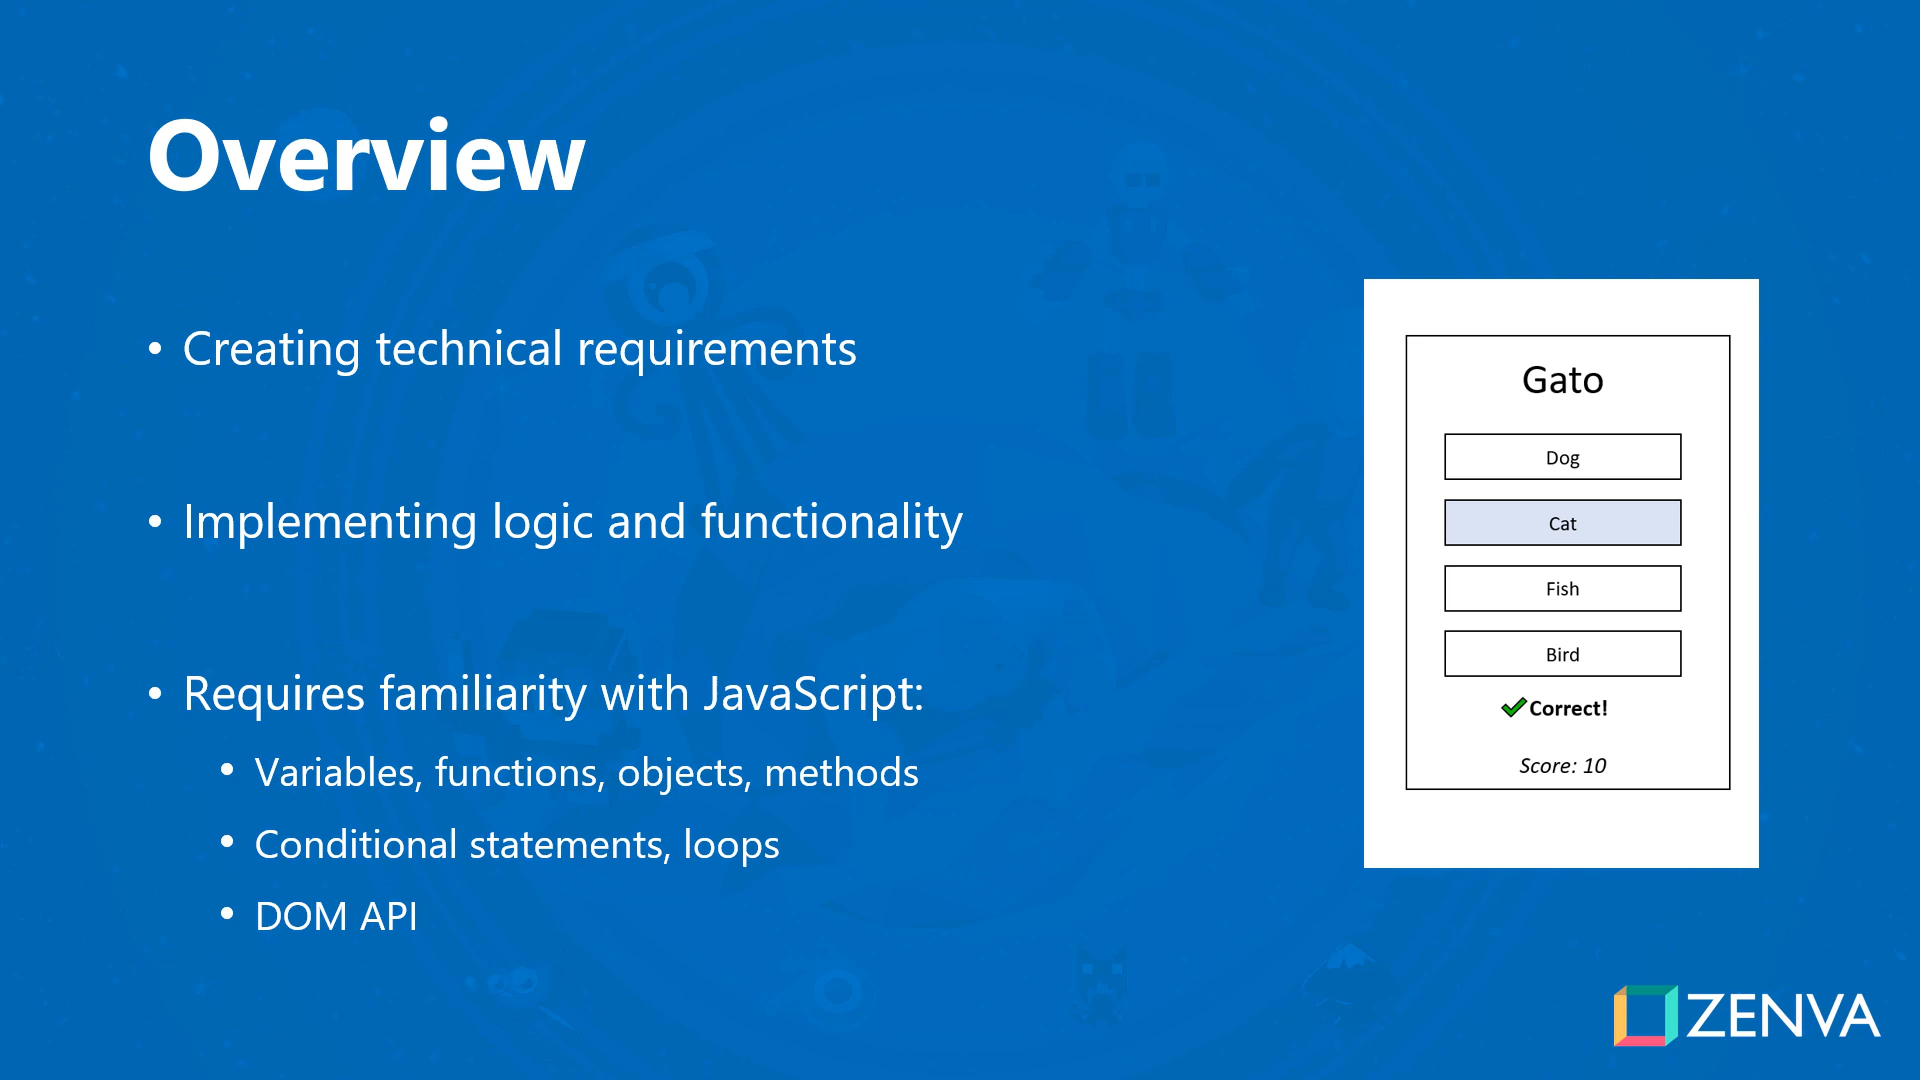 Overview
• Creating technical requirements
• Implementing logic and functionality
• Requires familiarity with JavaScript:
• Variables, functions, objects, methods
• Conditional statements, loops
• DOM API
Gato
Dog
Cat
Fish
Bird
Correct!
Score: 10
ZENVA